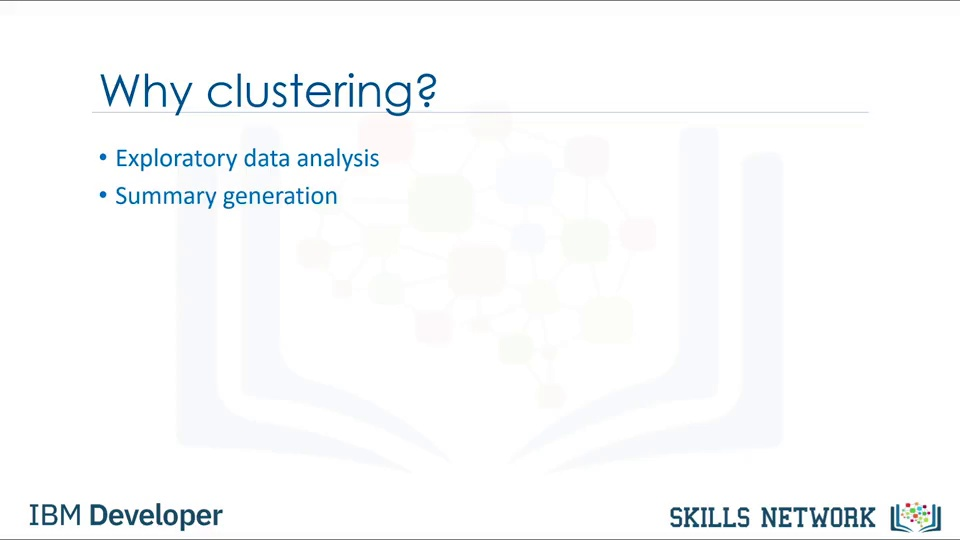 Why clustering?
• Exploratory data analysis
• Summary generation
IBM Developer
SKILLS NETWORK